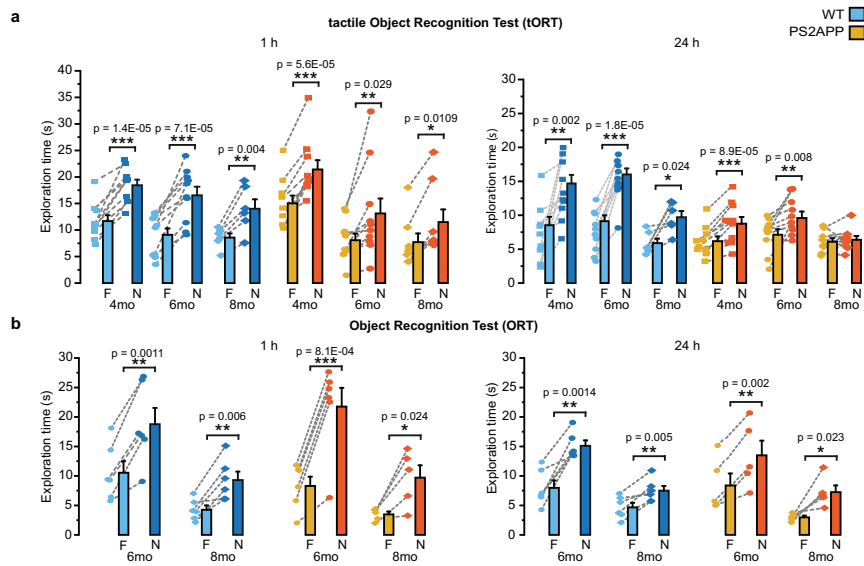 a
tactile Object Recognition Test (tORT)
WT
PS2APP
1 h
24 h
Exploration time (s)
40
35
30
25
20
15
10
5
0
p = 1.4E-05
***
p = 7.1E-05
***
p = 0.004
**
p = 5.6E-05
***
p = 0.029
**
p = 0.0109
*
F N F N F N F N F N F N
4mo 6mo 8mo 4mo 6mo 8mo
Exploration time (s)
30
25
20
15
10
5
0
p = 0.002
**
p = 1.8E-05
***
p = 0.024
*
p = 8.9E-05
***
p = 0.008
**
F N F N F N F N F N F N
4mo 6mo 8mo 4mo 6mo 8mo
b
Object Recognition Test (ORT)
1 h
24 h
Exploration time (s)
30
25
20
15
10
5
0
p = 0.0011
**
p = 0.006
**
p = 8.1E-04
***
p = 0.024
*
F N F N F N F N
6mo 8mo 6mo 8mo
Exploration time (s)
30
25
20
15
10
5
0
p = 0.0014
**
p = 0.005
**
p = 0.002
**
p = 0.023
*
F N F N F N F N
6mo 8mo 6mo 8mo